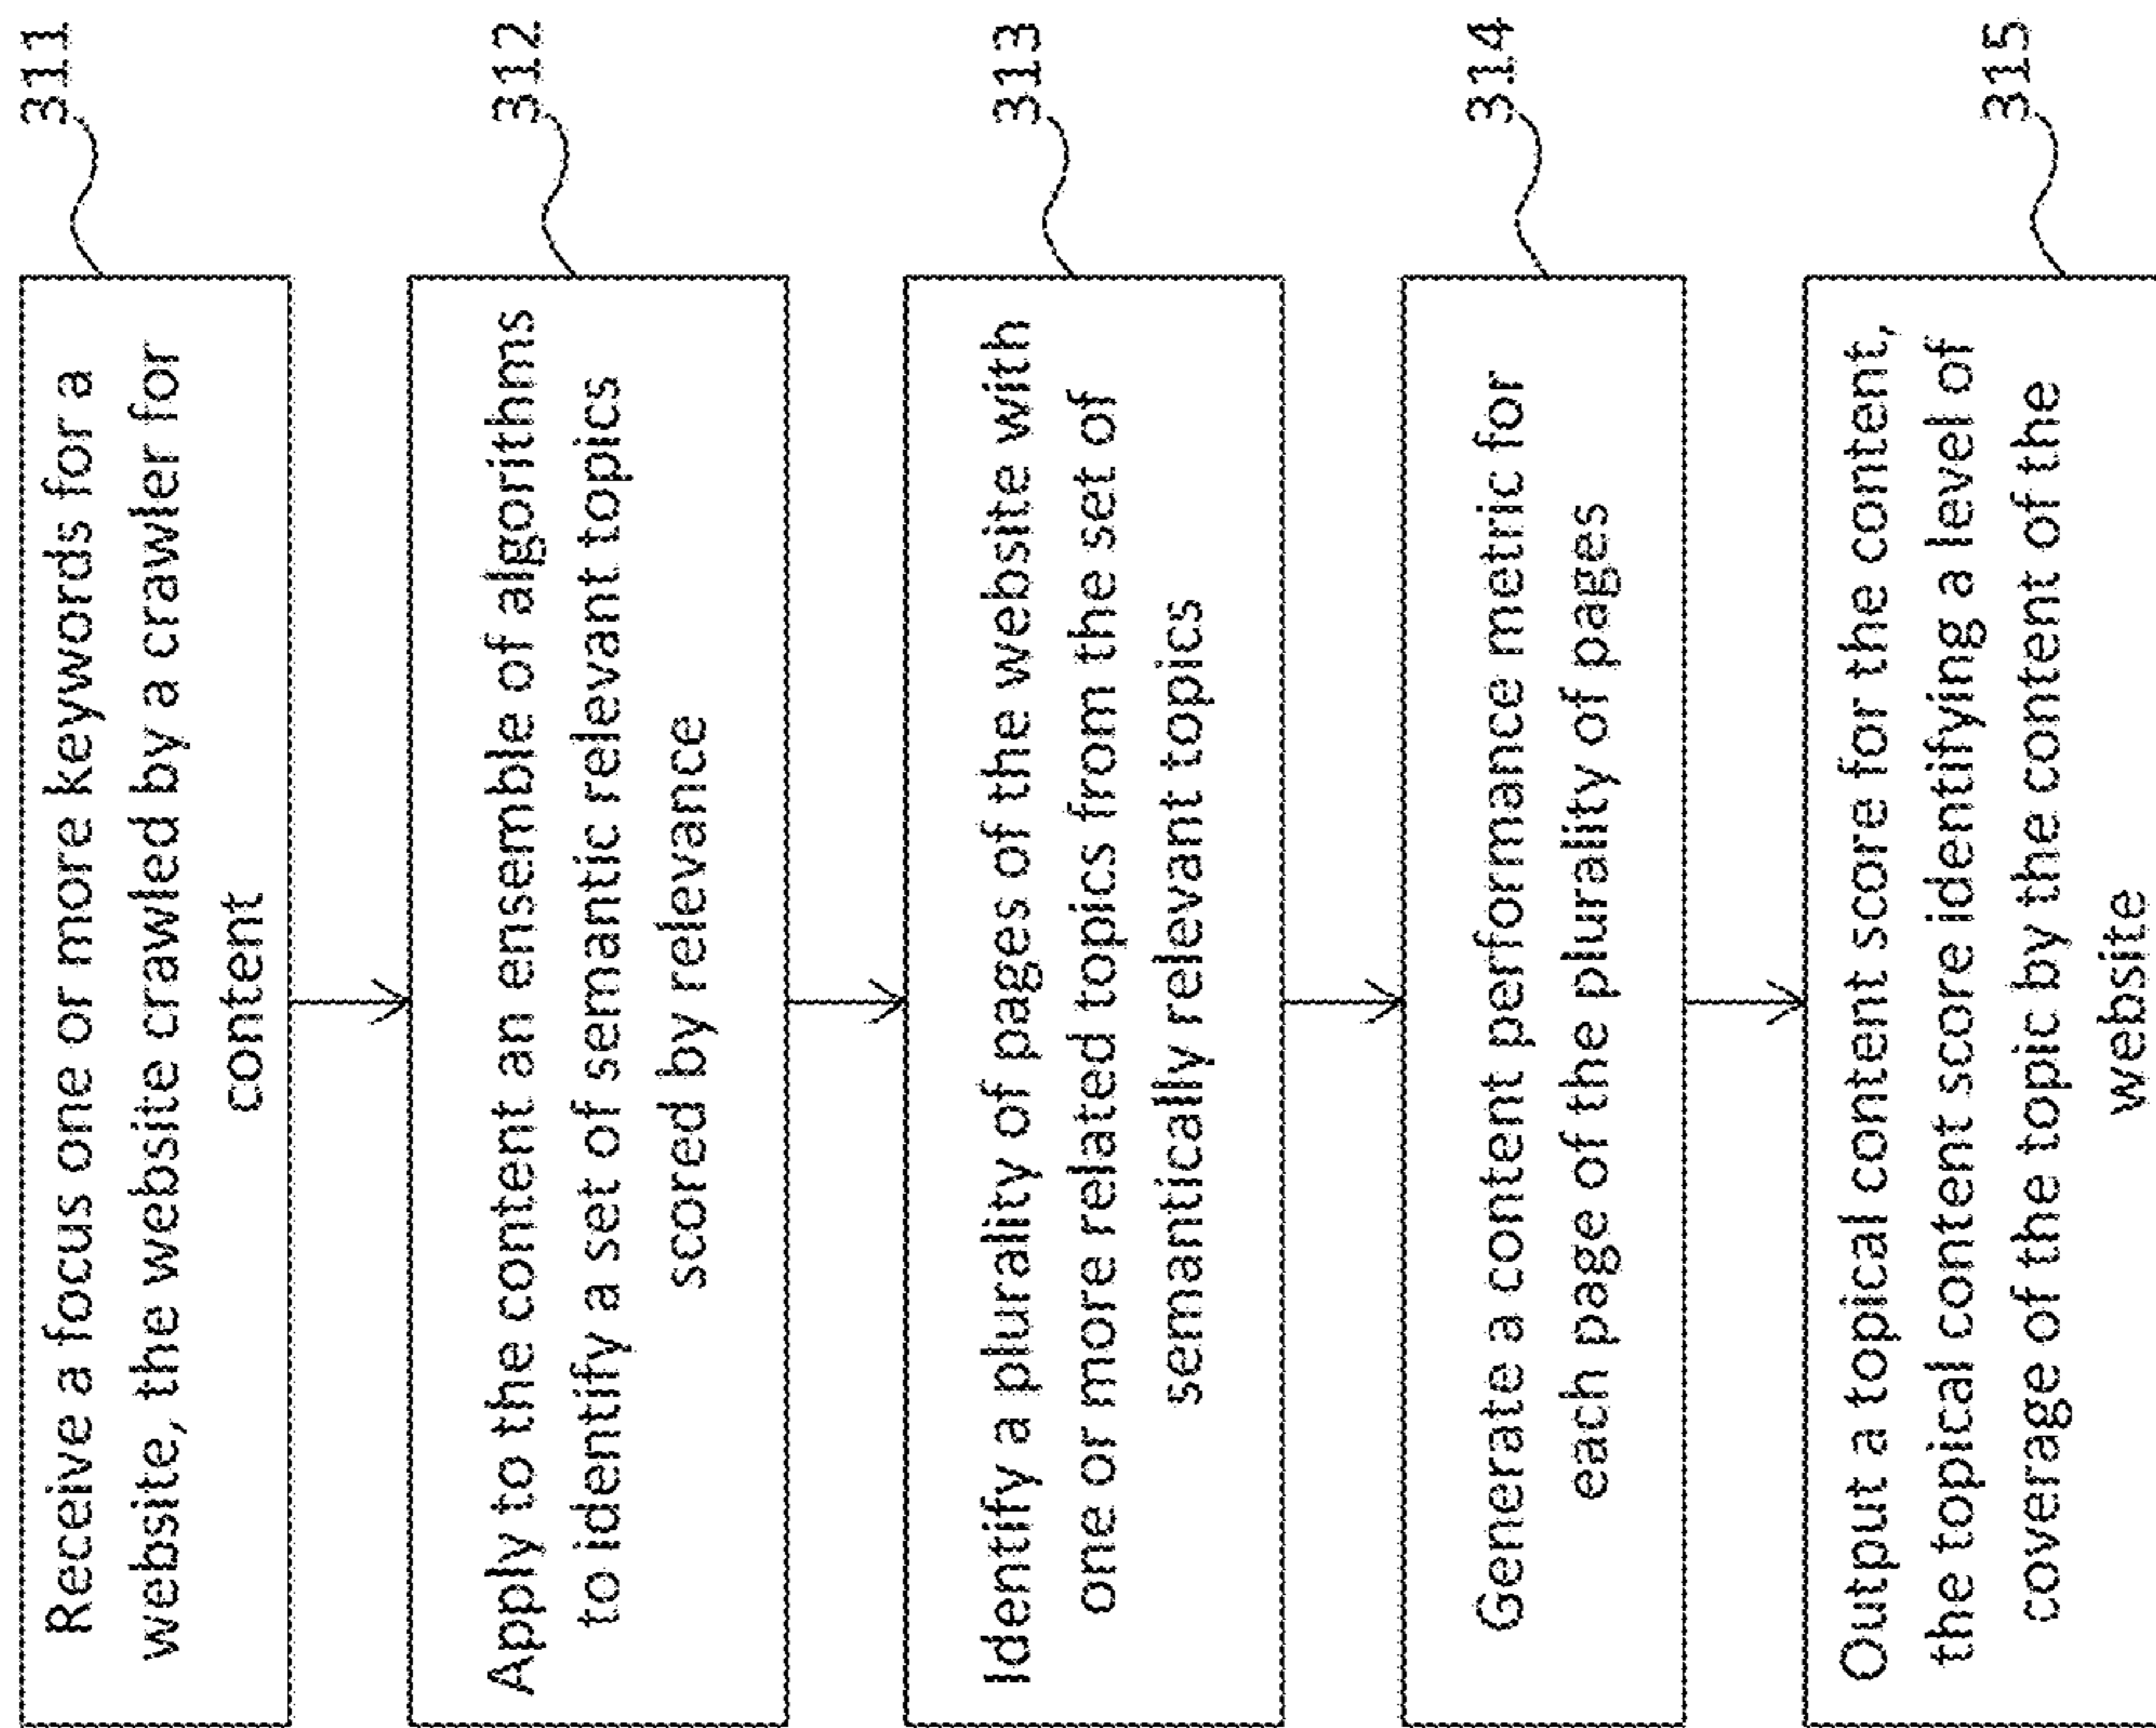 Receive a focus one or more keywords for a
website, the website crawled by a crawler for
content
311
Apply to the content an ensemble of algorithms
to identify a set of semantic relevant topics
scored by relevance
312
Identify a plurality of pages of the website with
one or more related topics from the set of
semantically relevant topics
313
Generate a content performance metric for
each page of the plurality of pages
314
Output a topical content score for the content,
the topical content score identifying a level of
coverage of the topic by the content of the
website
315